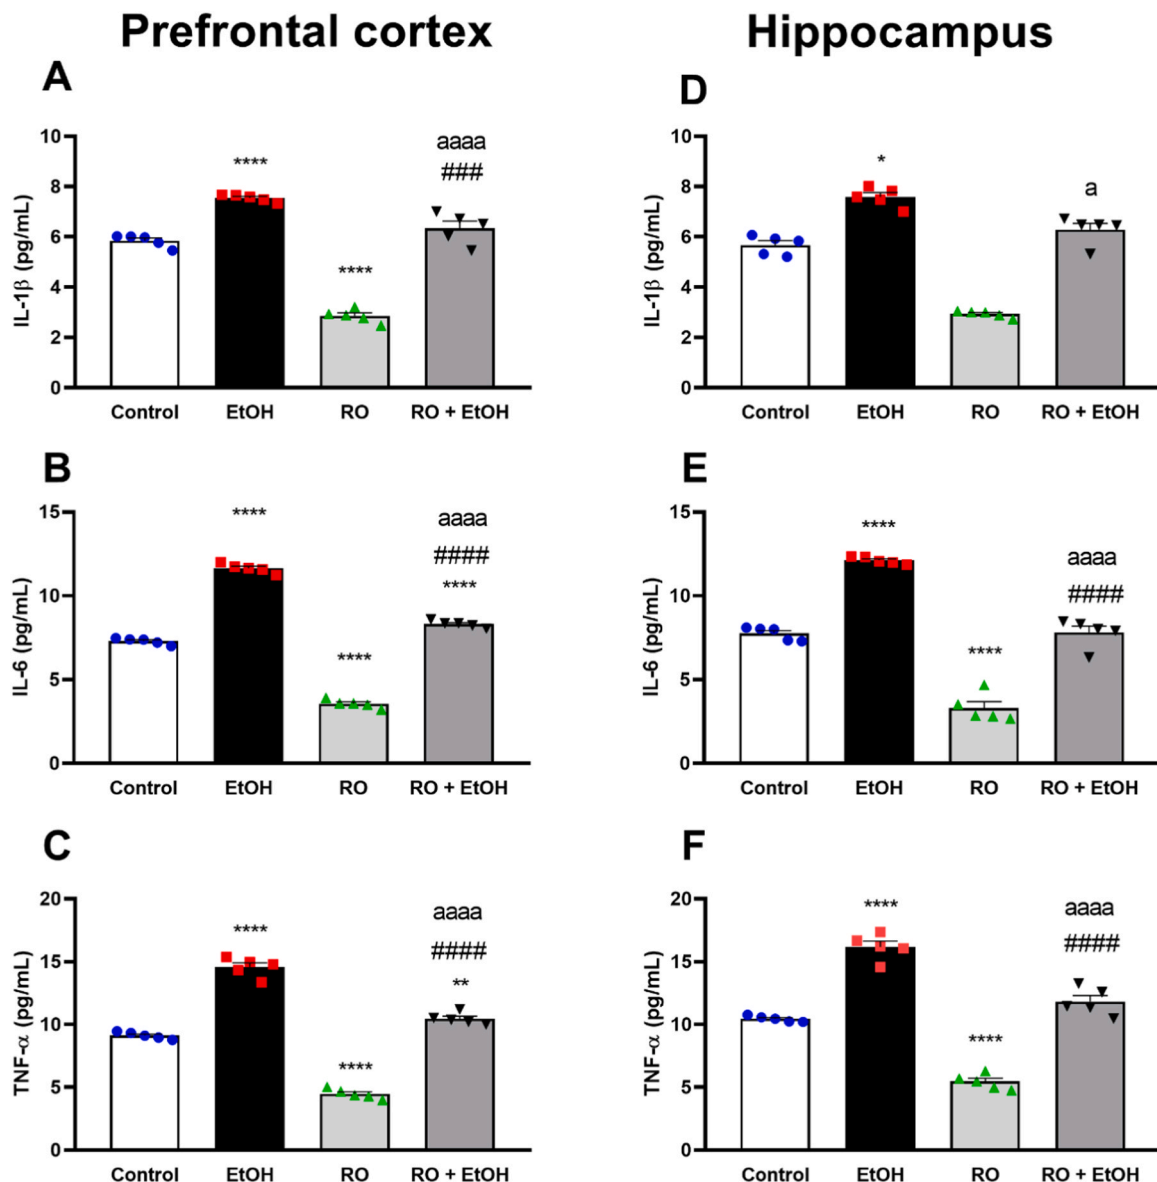 Prefrontal cortex
Hippocampus
A
IL-1β (pg/mL)
10
8
6
4
2
0
****
****
aaaa
###
Control EtOH RO RO + EtOH
D
IL-1β (pg/mL)
10
8
6
4
2
0
*
a
Control EtOH RO RO + EtOH
B
IL-6 (pg/mL)
15
10
5
0
****
****
aaaa
####
****
Control EtOH RO RO + EtOH
E
IL-6 (pg/mL)
15
10
5
0
****
****
aaaa
####
Control EtOH RO RO + EtOH
C
TNF-α (pg/mL)
20
15
10
5
0
****
****
aaaa
####
**
Control EtOH RO RO + EtOH
F
TNF-α (pg/mL)
20
15
10
5
0
****
****
aaaa
####
Control EtOH RO RO + EtOH